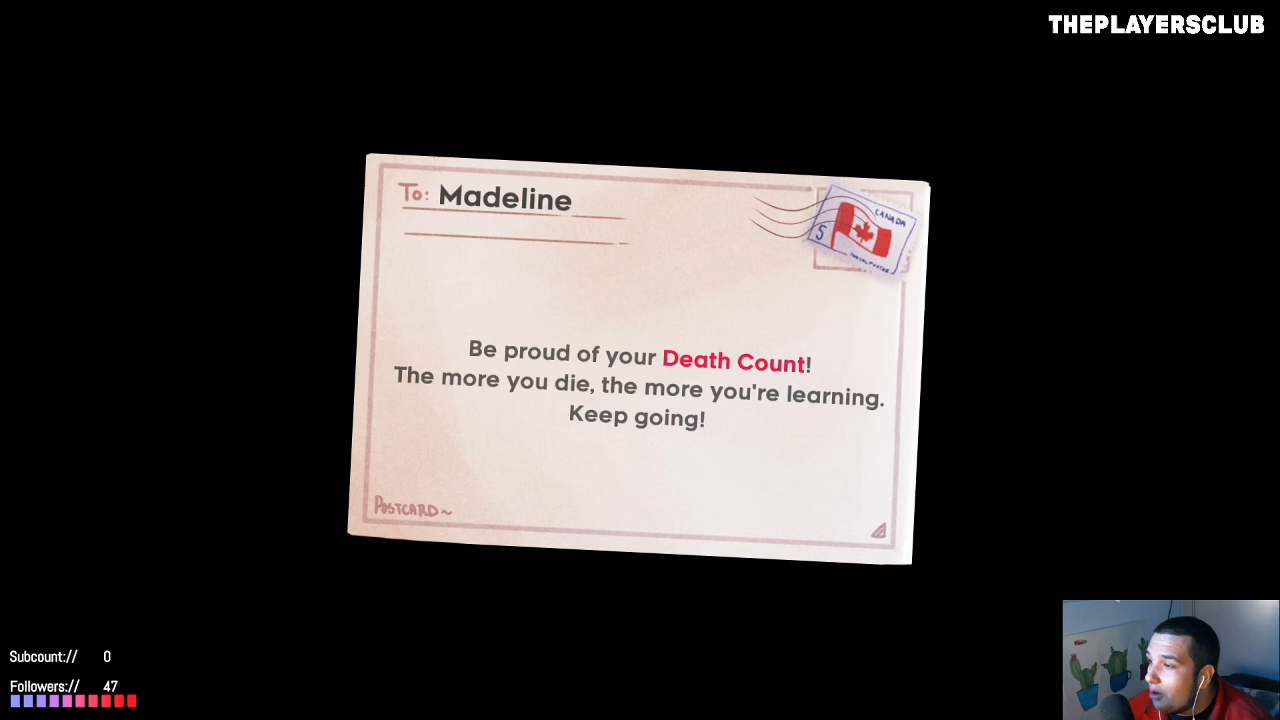 THEPLAYERSCLUB
To: Madeline
CANADA
5
Be proud of your Death Count!
The more you die, the more you're learning.
Keep going!
POSTCARD~
Subcount:// 0
Followers:// 47